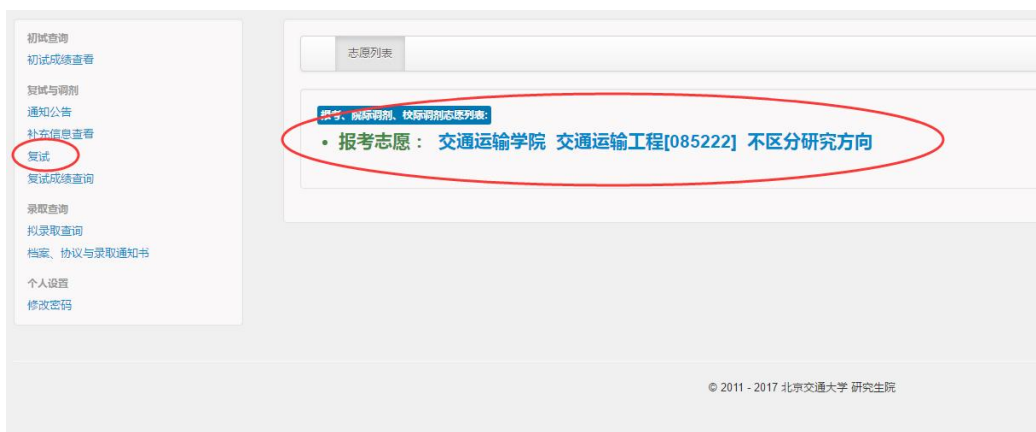 初试查询
初试成绩查看
复试与调剂
通知公告
补充信息查看
复试
复试成绩查询
录取查询
拟录取查询
档案、协议与录取通知书
个人设置
修改密码
志愿列表
报考、院际调剂、校际调剂志愿列表:
报考志愿： 交通运输学院 交通运输工程[085222] 不区分研究方向
© 2011 - 2017 北京交通大学 研究生院